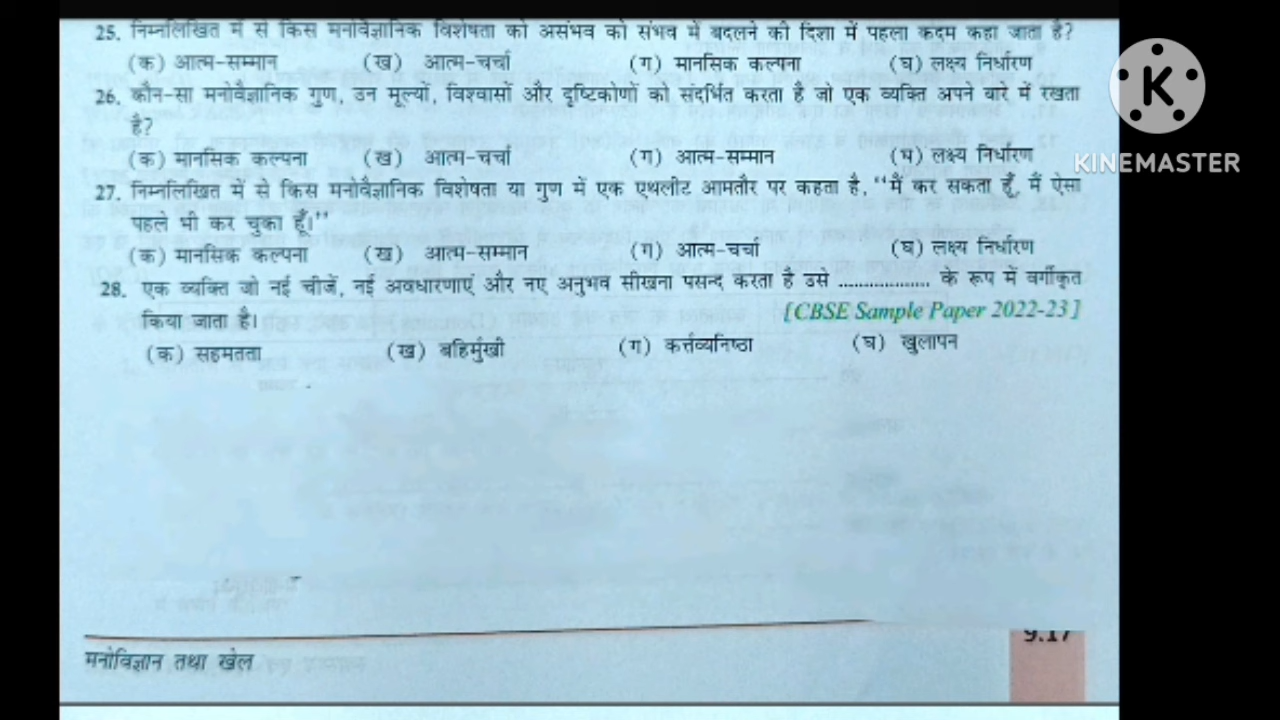 25. निम्नलिखित में से किस मनोवैज्ञानिक विशेषता को असंभव को संभव में बदलने की दिशा में पहला कदम कहा जाता है?
(क) आत्म-सम्मान (ख) आत्म-चर्चा (ग) मानसिक कल्पना (घ) लक्ष्य निर्धारण
26. कौन-सा मनोवैज्ञानिक गुण, उन मूल्यों, विश्वासों और दृष्टिकोणों को संदर्भित करता है जो एक व्यक्ति अपने बारे में रखता
है?
(क) मानसिक कल्पना (ख) आत्म-चर्चा (ग) आत्म-सम्मान (घ) लक्ष्य निर्धारण
KINEMASTER
27. निम्नलिखित में से किस मनोवैज्ञानिक विशेषता या गुण में एक एथलीट आमतौर पर कहता है, "मैं कर सकता हूँ, मैं ऐसा
पहले भी कर चुका हूँ।"
(क) मानसिक कल्पना (ख) आत्म-सम्मान (ग) आत्म-चर्चा (घ) लक्ष्य निर्धारण
28. एक व्यक्ति जो नई चीजें, नई अवधारणाएं और नए अनुभव सीखना पसन्द करता है उसे ................... के रूप में वर्गीकृत
किया जाता है। [CBSE Sample Paper 2022-23]
(क) सहमतता (ख) बहिर्मुखी (ग) कर्त्तव्यनिष्ठा (घ) खुलापन
मनोविज्ञान तथा खेल 9.17